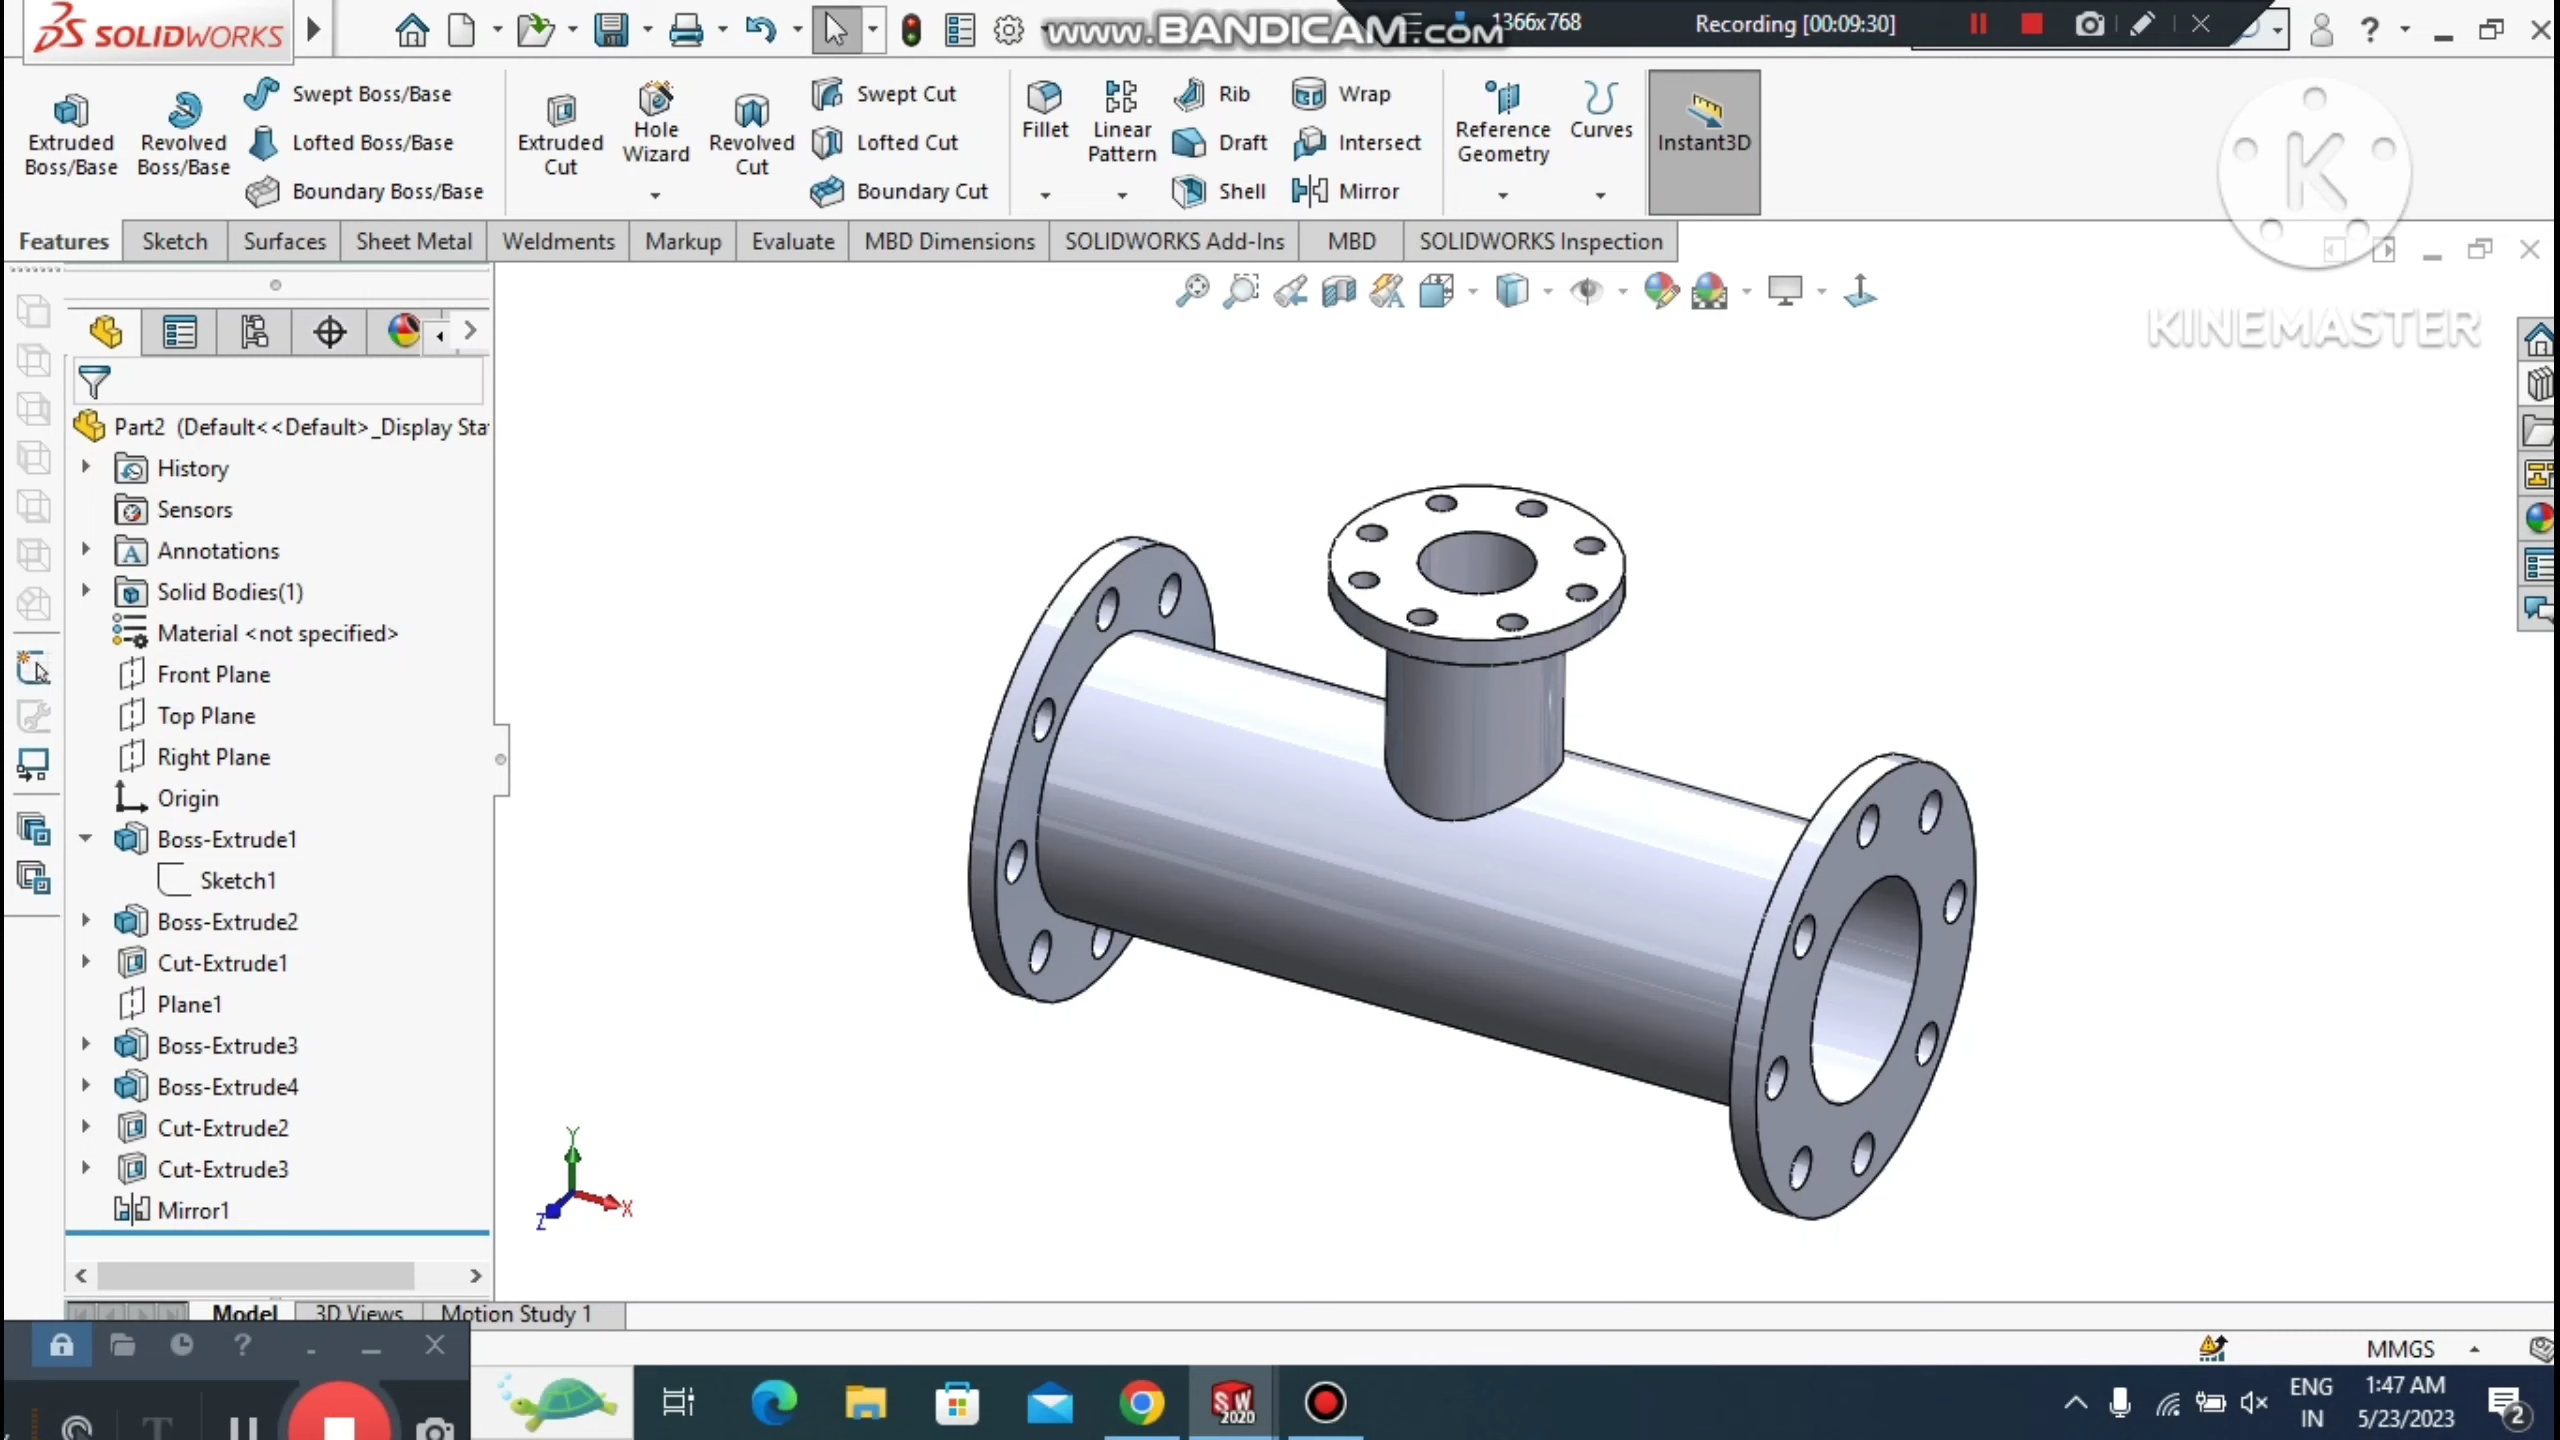 SOLIDWORKS
www.BANDICAM.com
1366x768
Recording [00:09:30]
Extruded Boss/Base
Revolved Boss/Base
Swept Boss/Base
Lofted Boss/Base
Boundary Boss/Base
Extruded Cut
Hole Wizard
Revolved Cut
Swept Cut
Lofted Cut
Boundary Cut
Fillet
Linear Pattern
Rib
Draft
Shell
Wrap
Intersect
Mirror
Reference Geometry
Curves
Instant3D
K
KINEMASTER
Features
Sketch
Surfaces
Sheet Metal
Weldments
Markup
Evaluate
MBD Dimensions
SOLIDWORKS Add-Ins
MBD
SOLIDWORKS Inspection
Part2 (Default<<Default>_Display Sta
History
Sensors
Annotations
Solid Bodies(1)
Material <not specified>
Front Plane
Top Plane
Right Plane
Origin
Boss-Extrude1
Sketch1
Boss-Extrude2
Cut-Extrude1
Plane1
Boss-Extrude3
Boss-Extrude4
Cut-Extrude2
Cut-Extrude3
Mirror1
Y
X
Z
Model
3D Views
Motion Study 1
MMGS
SW
2020
ENG
IN
1:47 AM
5/23/2023
2